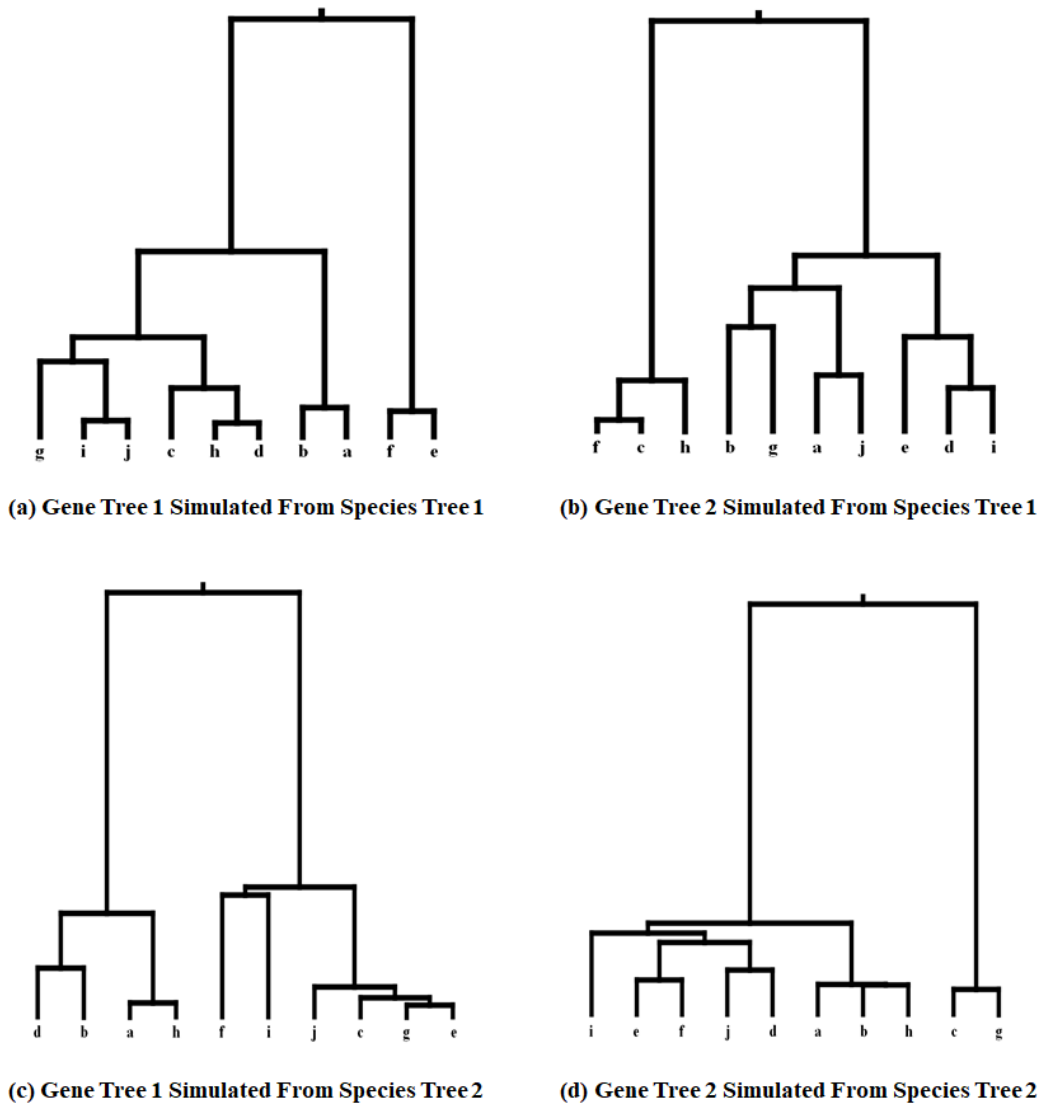 g i j c h d b a f e
f c h b g a j e d i
(a) Gene Tree 1 Simulated From Species Tree 1
(b) Gene Tree 2 Simulated From Species Tree 1
d b a h f i j c g e
i e f j d a b h c g
(c) Gene Tree 1 Simulated From Species Tree 2
(d) Gene Tree 2 Simulated From Species Tree 2